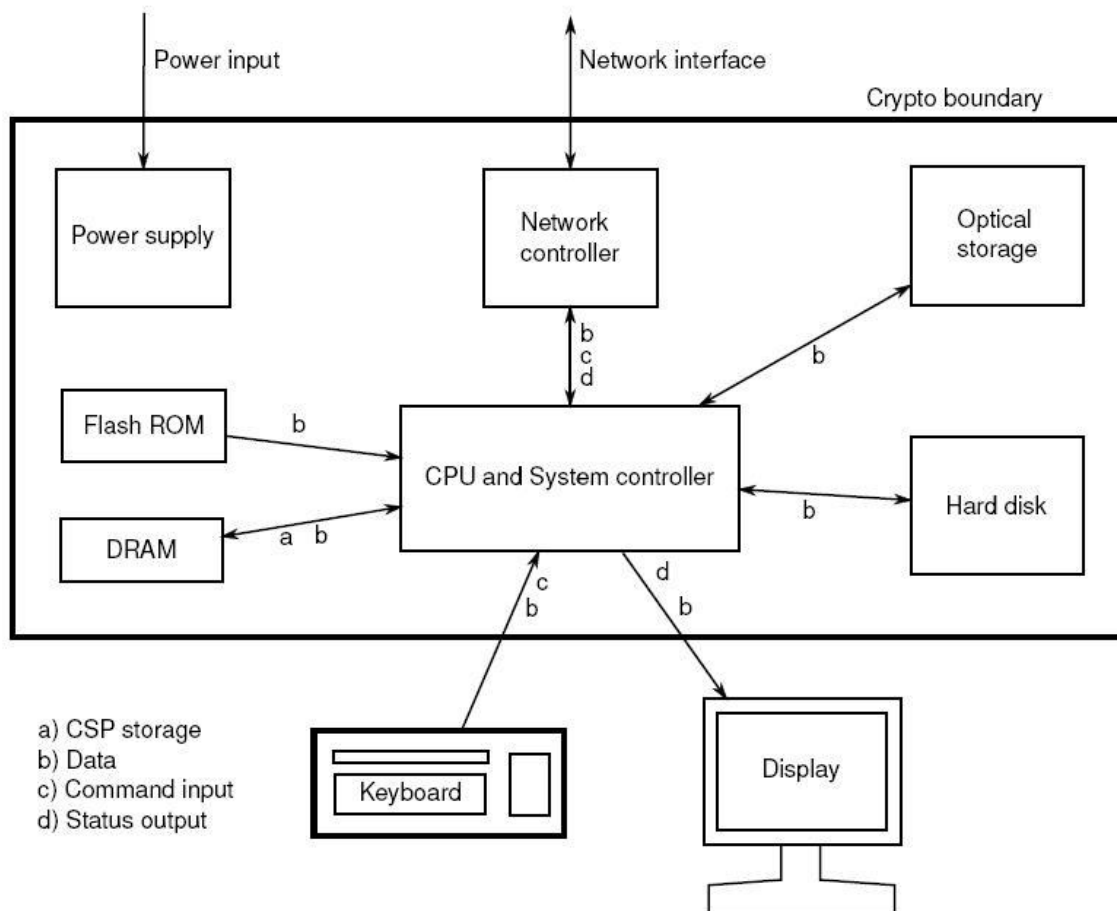 Power input
Network interface
Crypto boundary
Power supply
Network
controller
Optical
storage
b
c
d
b
Flash ROM
b
CPU and System controller
Hard disk
b
DRAM
a b
c
b
d
b
a) CSP storage
b) Data
c) Command input
d) Status output
Keyboard
Display